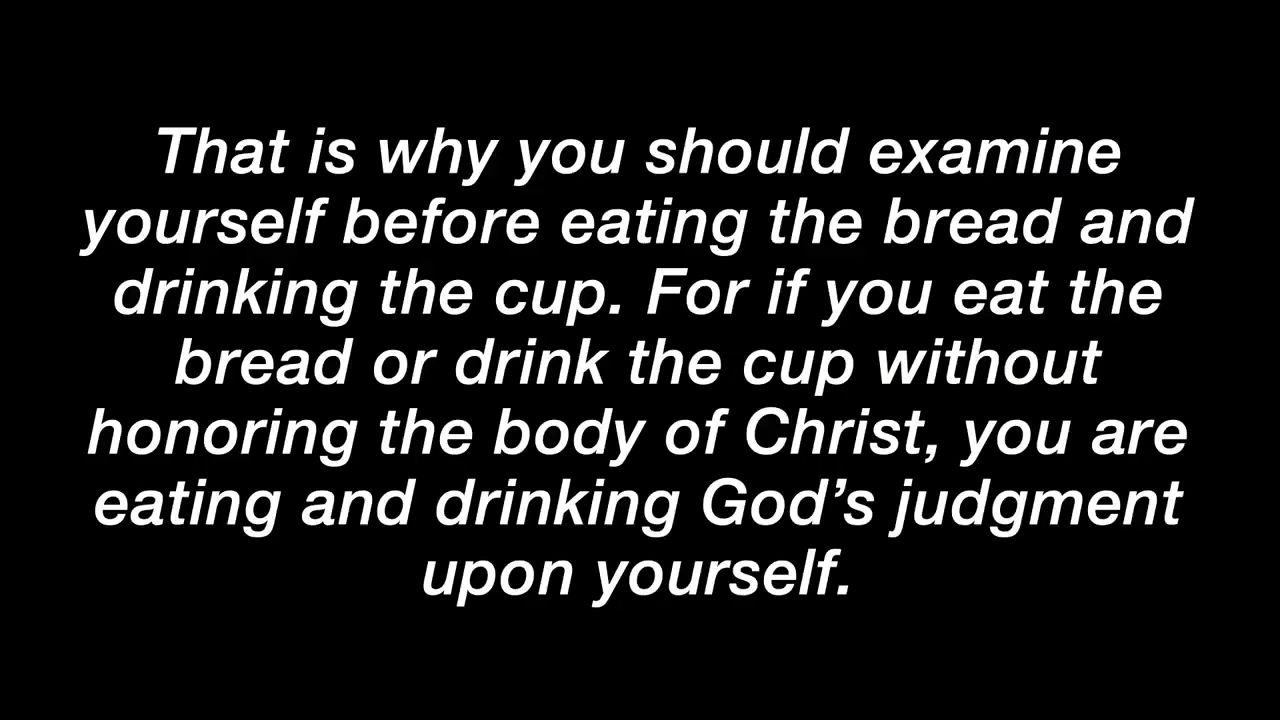 That is why you should examine
yourself before eating the bread and
drinking the cup. For if you eat the
bread or drink the cup without
honoring the body of Christ, you are
eating and drinking God’s judgment
upon yourself.